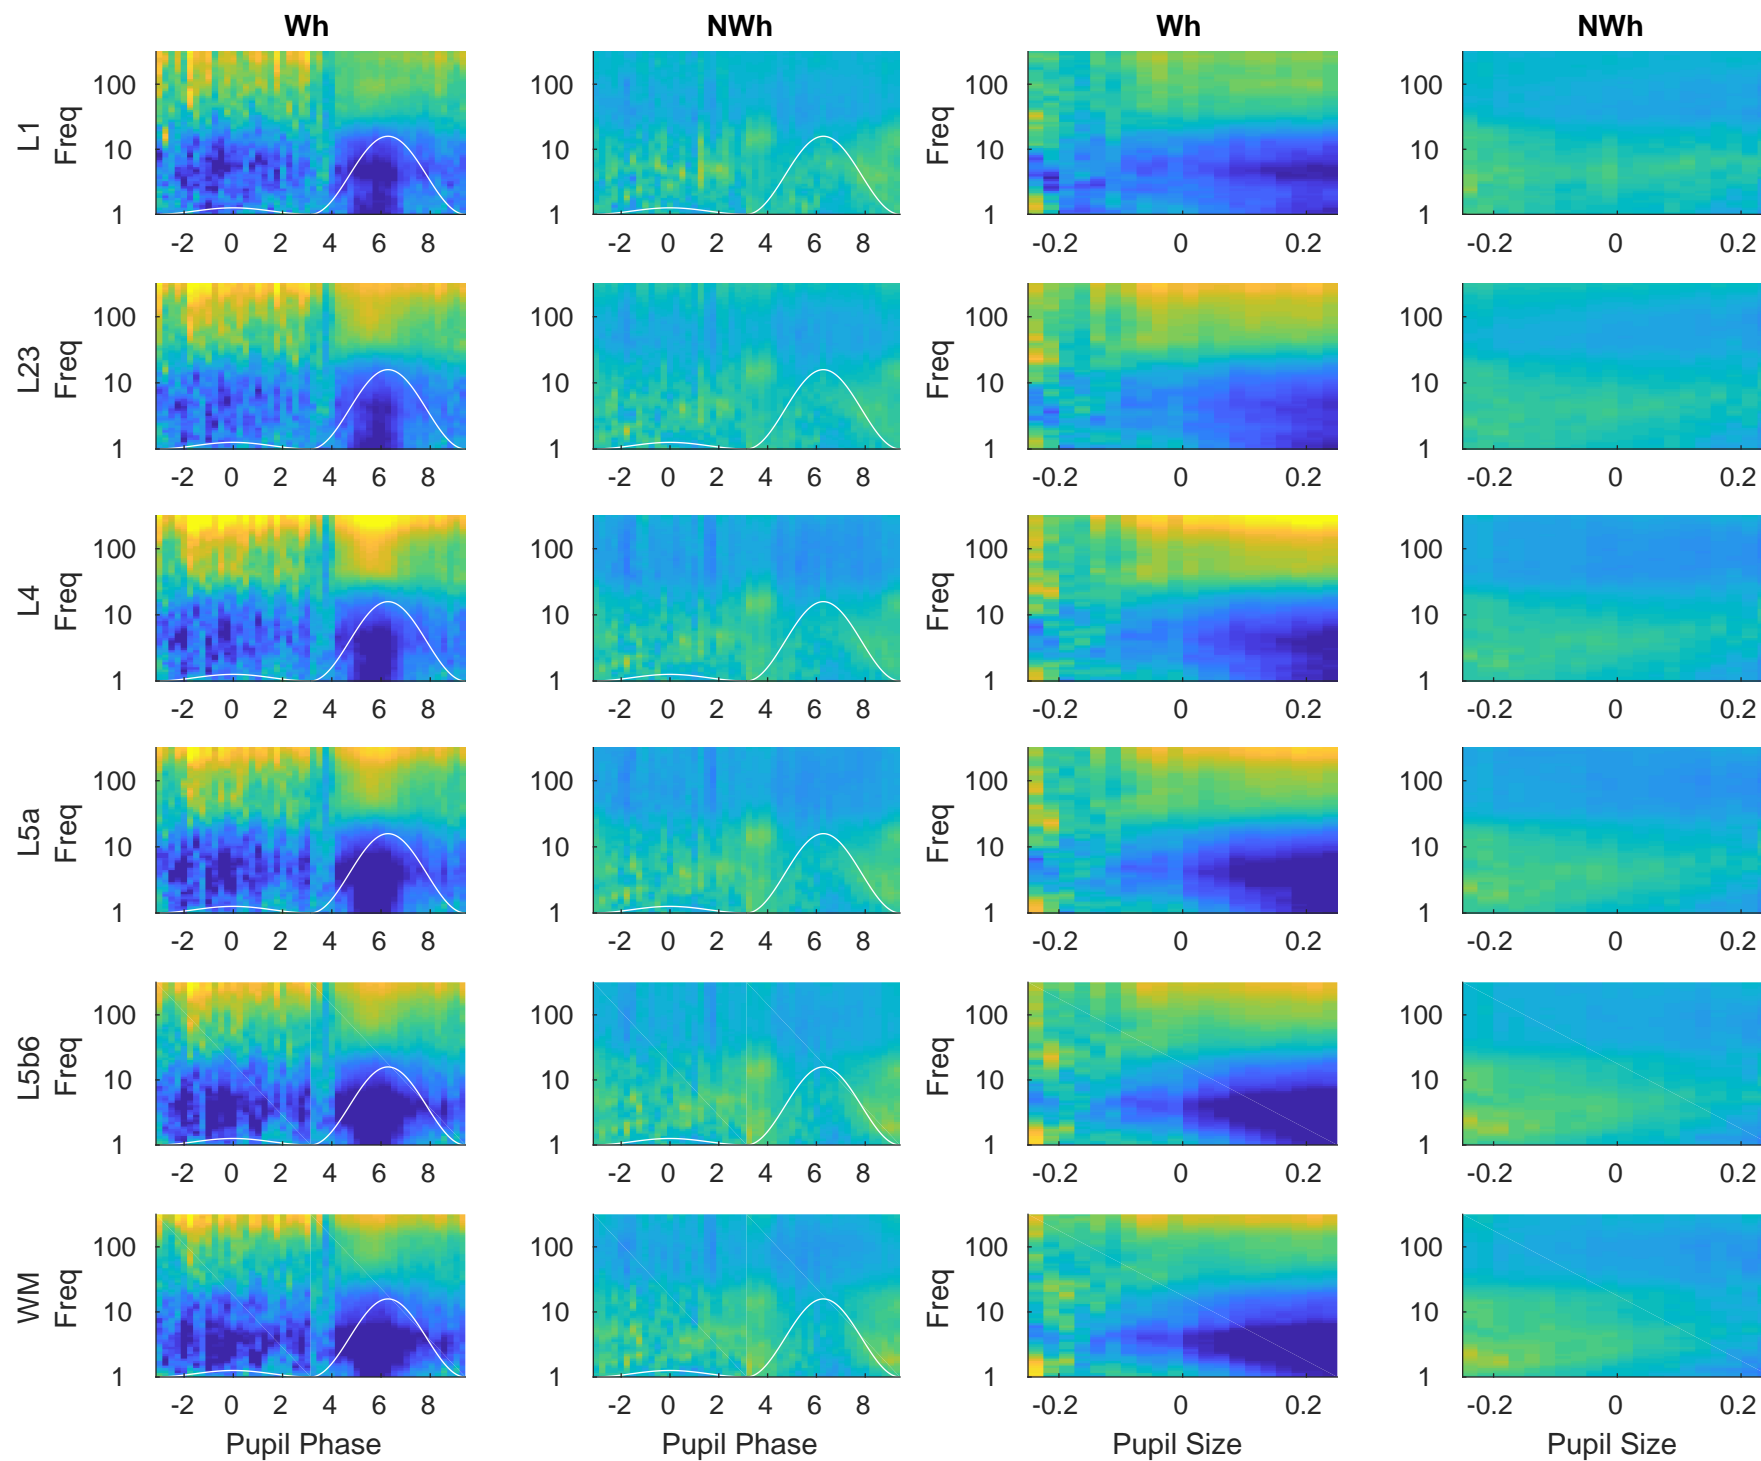 Wh NWh Wh NWh
L1
Freq 100 10 1 100 10 1 Freq 100 10 1 100 10 1
-2 0 2 4 6 8 -2 0 2 4 6 8 -0.2 0 0.2 -0.2 0 0.2
L23
Freq 100 10 1 100 10 1 Freq 100 10 1 100 10 1
-2 0 2 4 6 8 -2 0 2 4 6 8 -0.2 0 0.2 -0.2 0 0.2
L4
Freq 100 10 1 100 10 1 Freq 100 10 1 100 10 1
-2 0 2 4 6 8 -2 0 2 4 6 8 -0.2 0 0.2 -0.2 0 0.2
L5a
Freq 100 10 1 100 10 1 Freq 100 10 1 100 10 1
-2 0 2 4 6 8 -2 0 2 4 6 8 -0.2 0 0.2 -0.2 0 0.2
L5b6
Freq 100 10 1 100 10 1 Freq 100 10 1 100 10 1
-2 0 2 4 6 8 -2 0 2 4 6 8 -0.2 0 0.2 -0.2 0 0.2
WM
Freq 100 10 1 100 10 1 Freq 100 10 1 100 10 1
-2 0 2 4 6 8 -2 0 2 4 6 8 -0.2 0 0.2 -0.2 0 0.2
Pupil Phase Pupil Phase Pupil Size Pupil Size